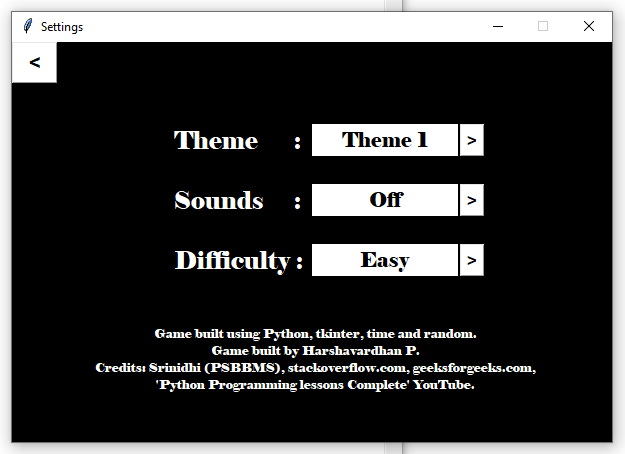 Settings
<
Theme : Theme 1 >
Sounds : Off >
Difficulty : Easy >
Game built using Python, tkinter, time and random.
Game built by Harshavardhan P.
Credits: Srinidhi (PSBBMS), stackoverflow.com, geeksforgeeks.com,
'Python Programming lessons Complete' YouTube.